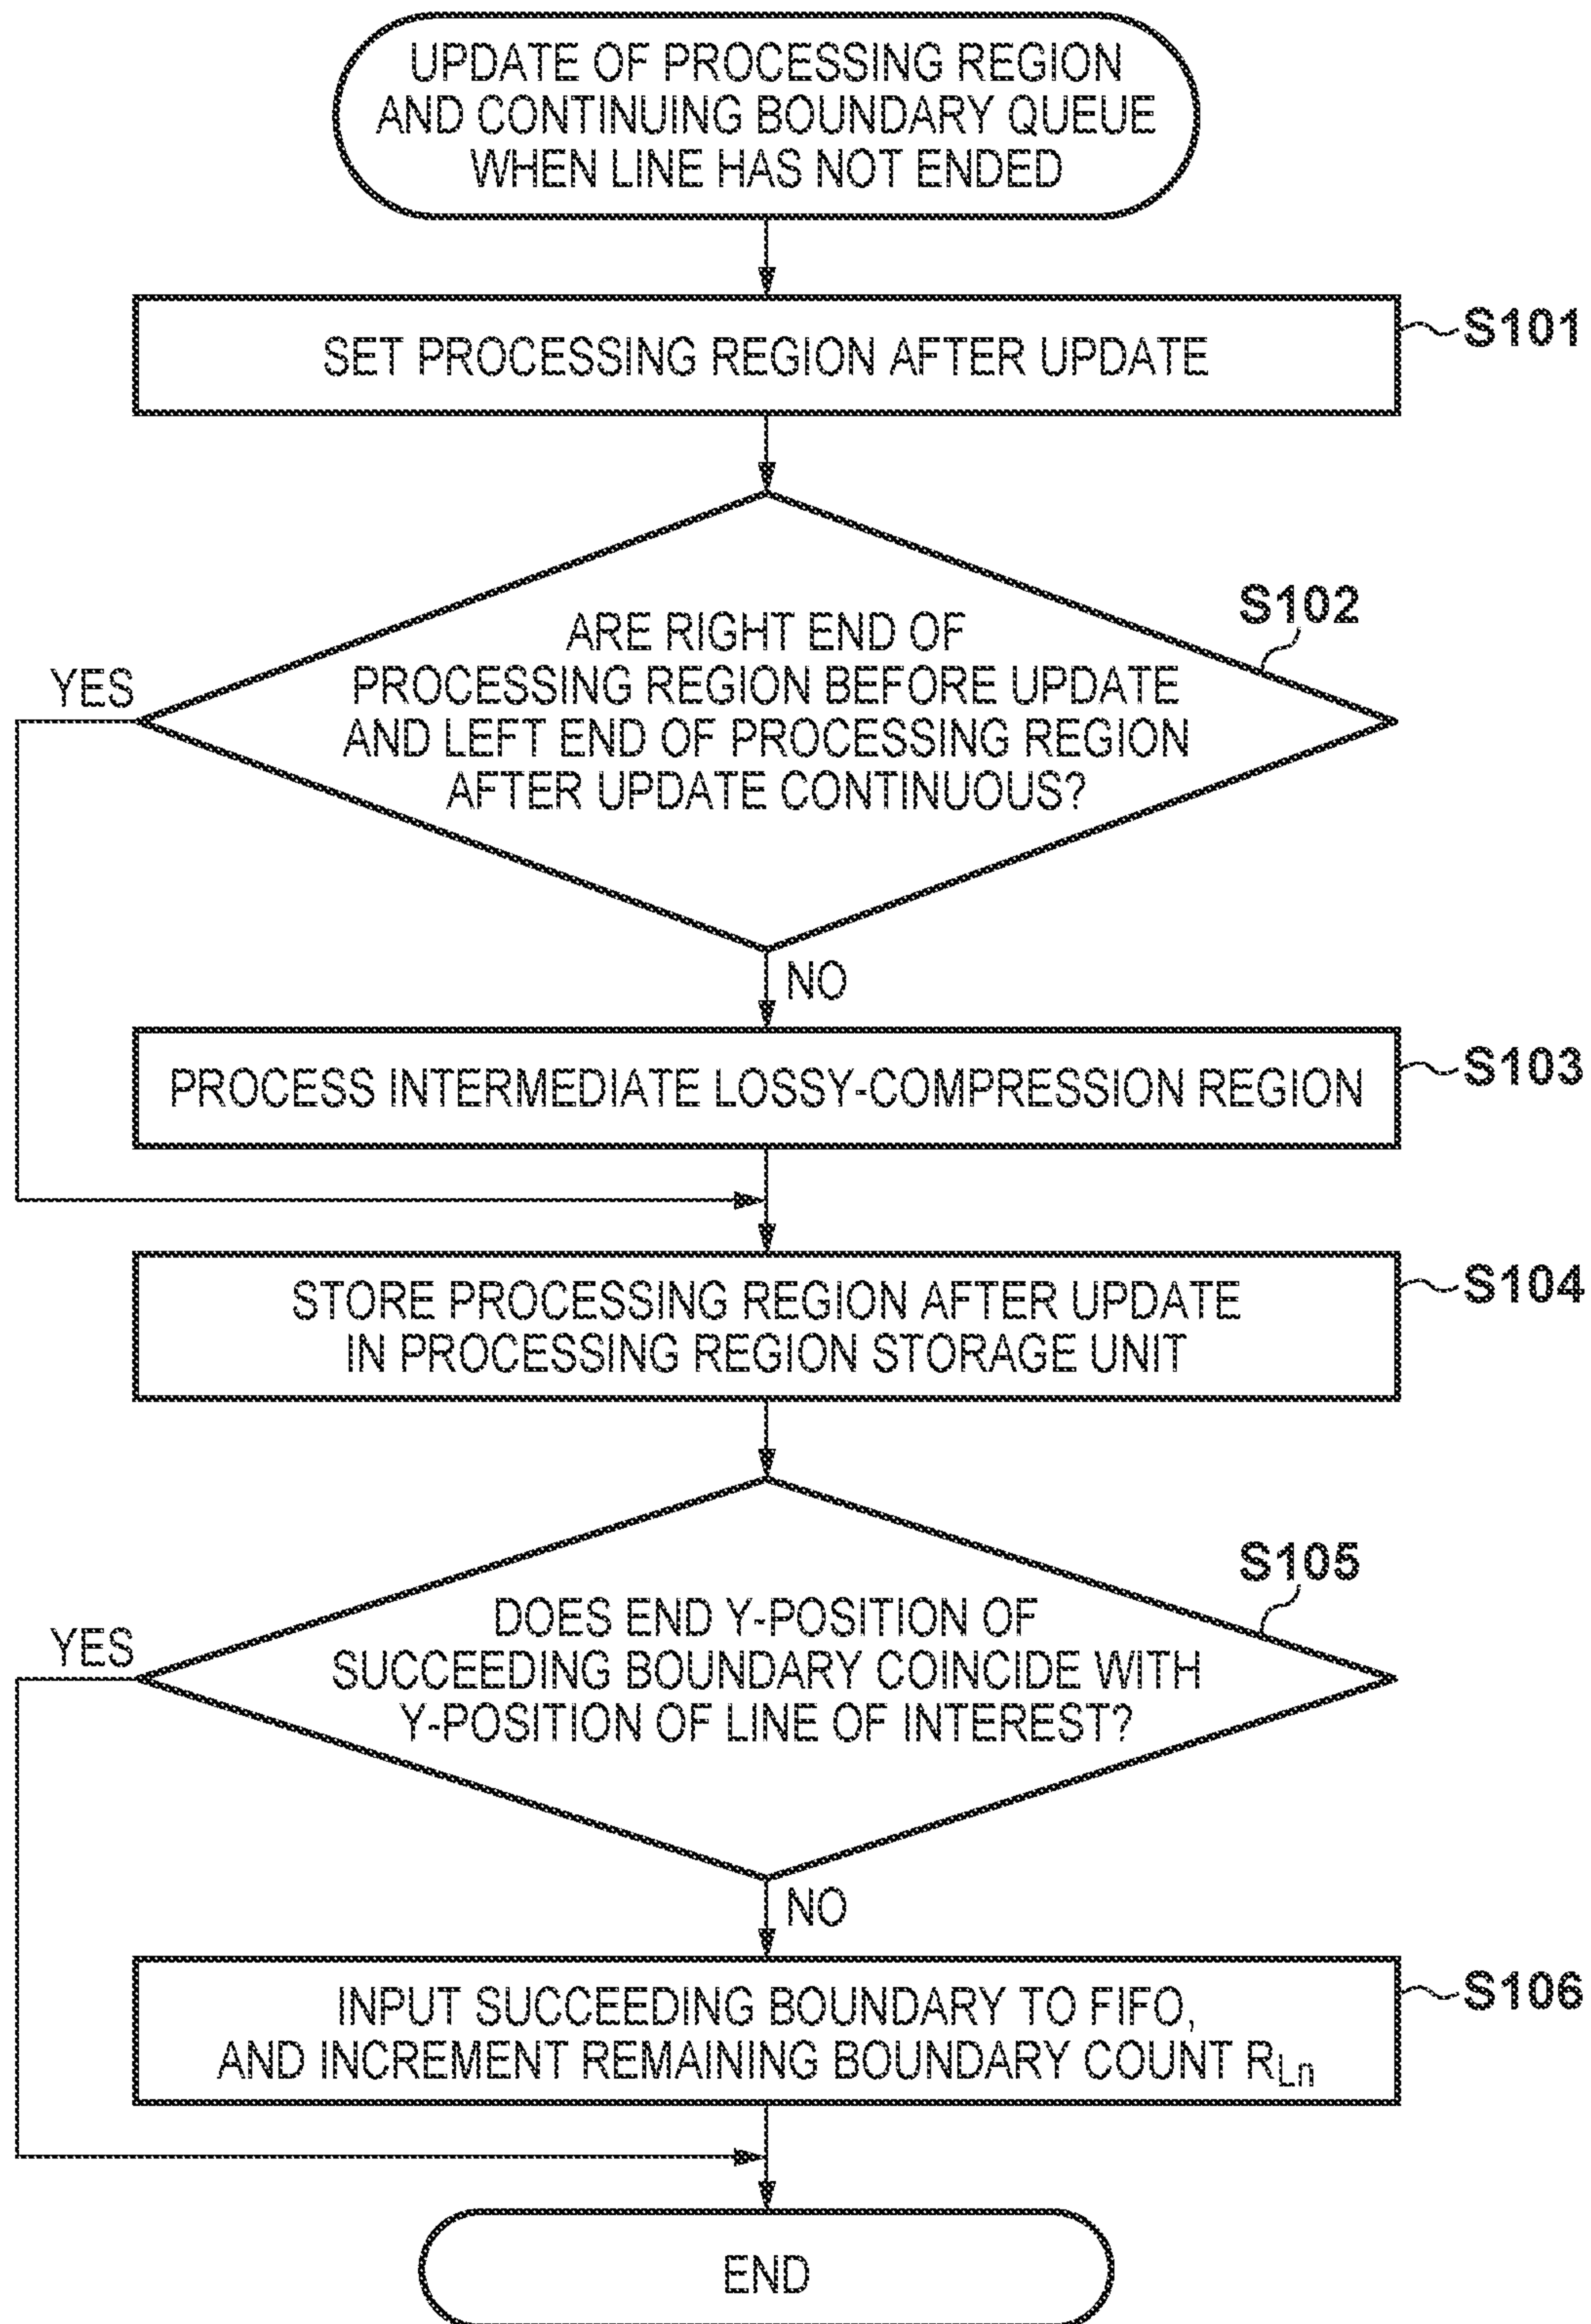 UPDATE OF PROCESSING REGION
AND CONTINUING BOUNDARY QUEUE
WHEN LINE HAS NOT ENDED
SET PROCESSING REGION AFTER UPDATE
S101
S102
ARE RIGHT END OF
PROCESSING REGION BEFORE UPDATE
AND LEFT END OF PROCESSING REGION
AFTER UPDATE CONTINUOUS?
YES
NO
PROCESS INTERMEDIATE LOSSY-COMPRESSION REGION
S103
STORE PROCESSING REGION AFTER UPDATE
IN PROCESSING REGION STORAGE UNIT
S104
S105
DOES END Y-POSITION OF
SUCCEEDING BOUNDARY COINCIDE WITH
Y-POSITION OF LINE OF INTEREST?
YES
NO
INPUT SUCCEEDING BOUNDARY TO FIFO,
AND INCREMENT REMAINING BOUNDARY COUNT RLn
S106
END